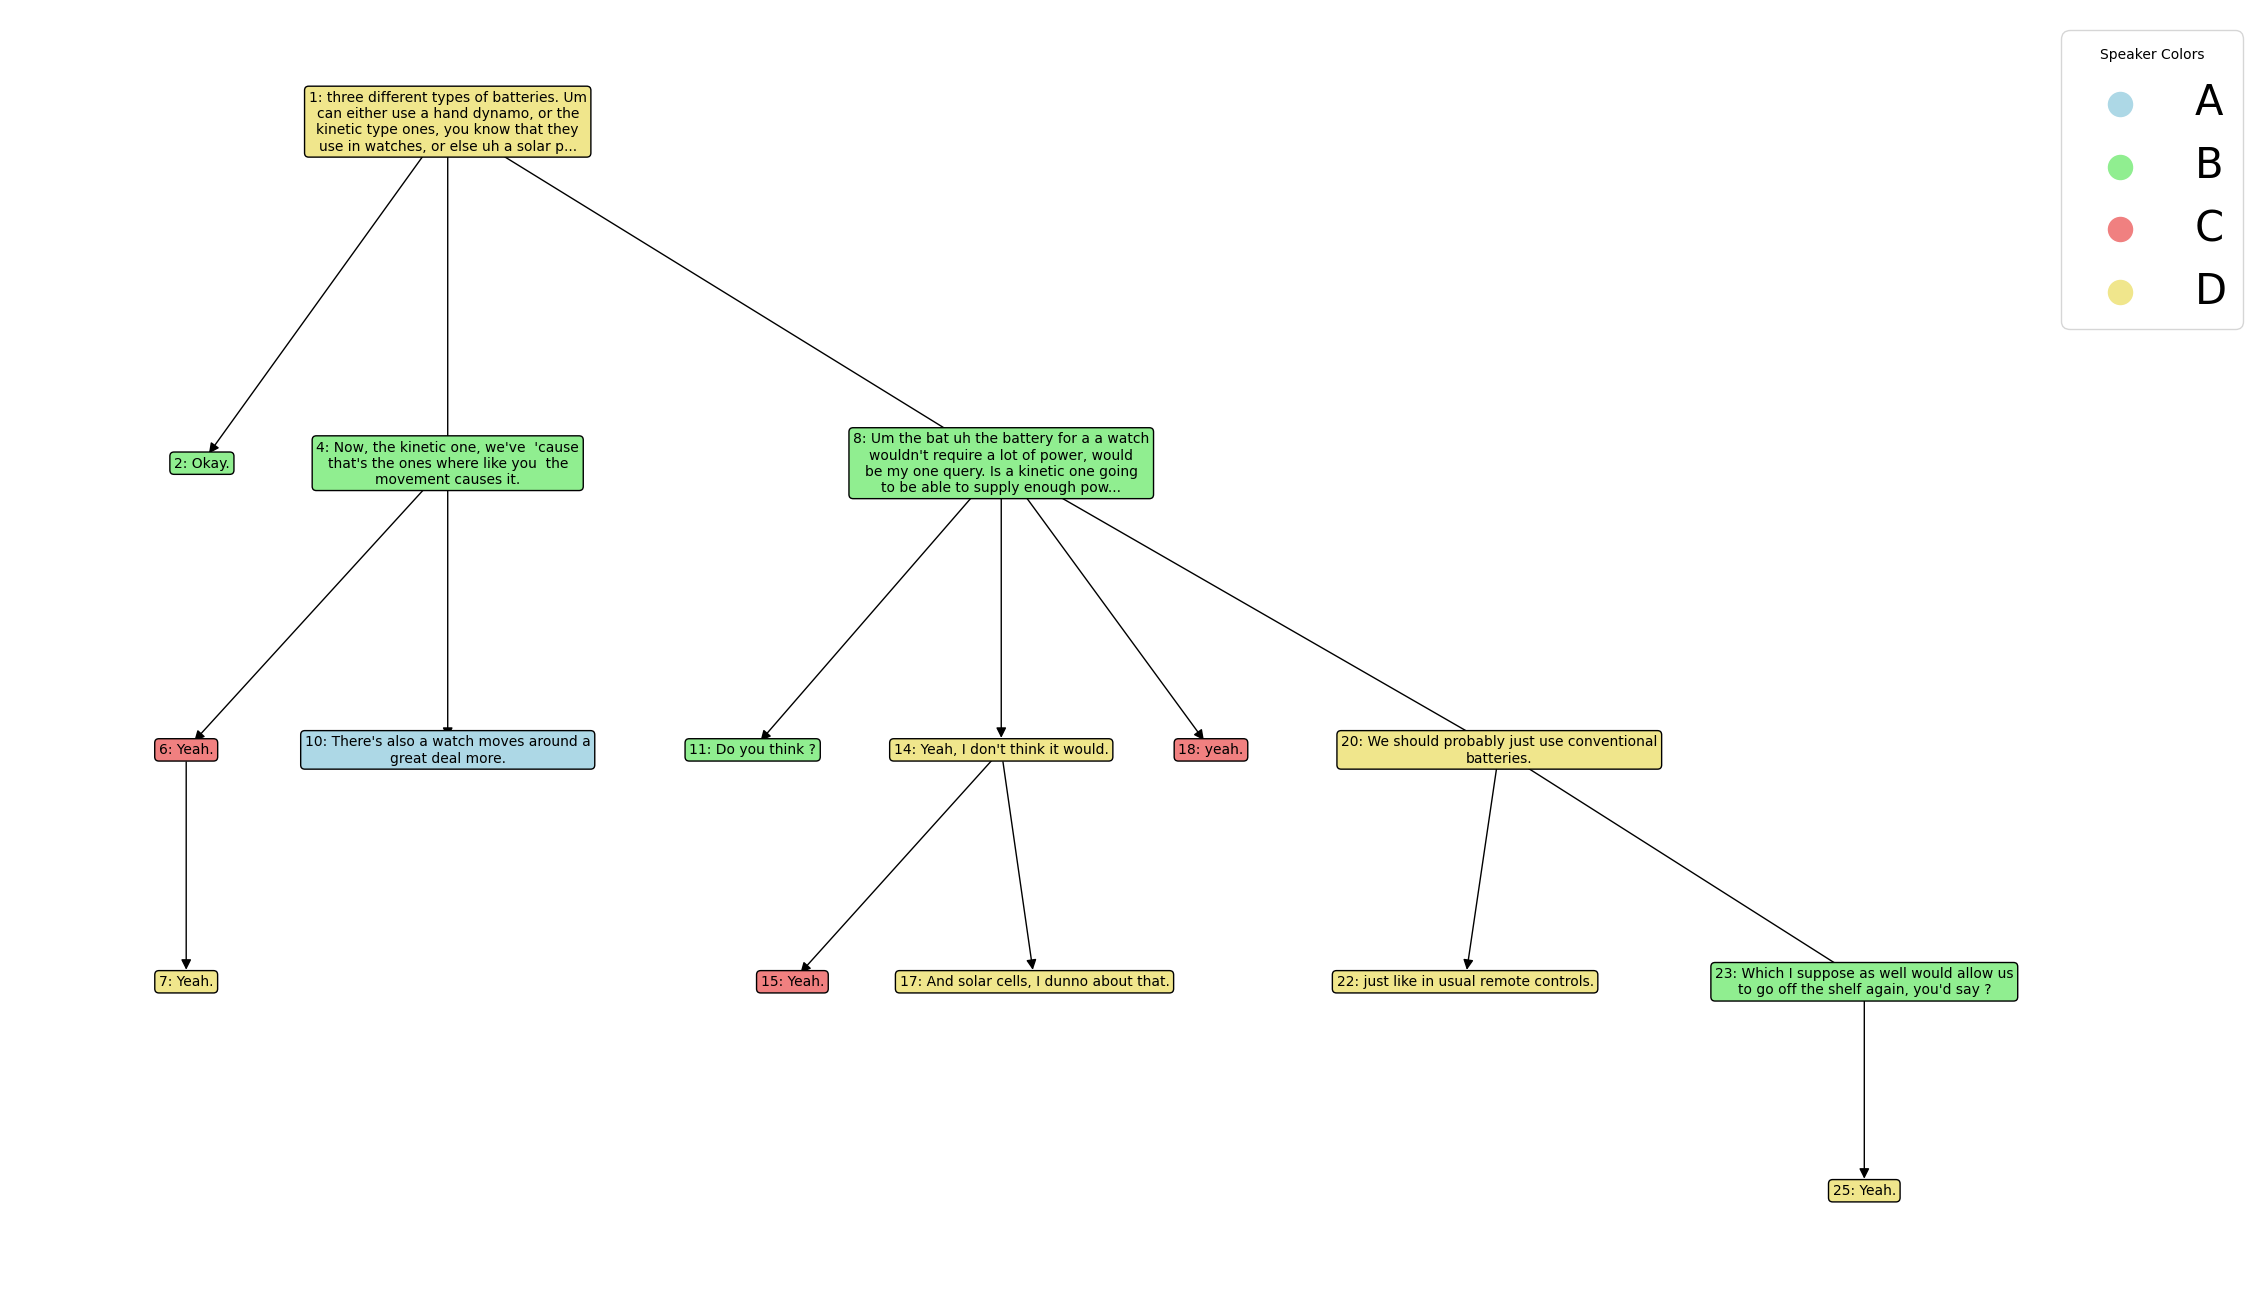 Speaker Colors
A
B
C
D
1: three different types of batteries. Um
can either use a hand dynamo, or the
kinetic type ones, you know that they
use in watches, or else uh a solar p...
2: Okay.
4: Now, the kinetic one, we've  'cause
that's the ones where like you  the
movement causes it.
8: Um the bat uh the battery for a a watch
wouldn't require a lot of power, would
be my one query. Is a kinetic one going
to be able to supply enough pow...
6: Yeah.
10: There's also a watch moves around a
great deal more.
11: Do you think ?
14: Yeah, I don't think it would.
18: yeah.
20: We should probably just use conventional
batteries.
7: Yeah.
15: Yeah.
17: And solar cells, I dunno about that.
22: just like in usual remote controls.
23: Which I suppose as well would allow us
to go off the shelf again, you'd say ?
25: Yeah.